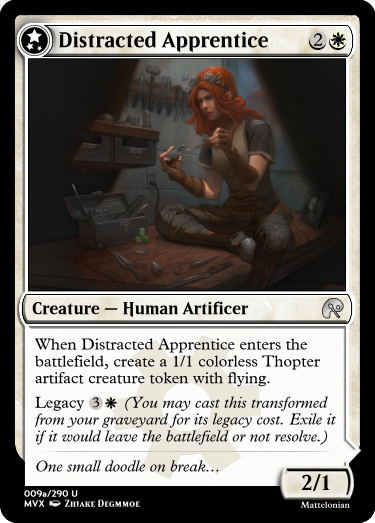 Distracted Apprentice 2
Creature — Human Artificer
When Distracted Apprentice enters the
battlefield, create a 1/1 colorless Thopter
artifact creature token with flying.
Legacy 3 (You may cast this transformed
from your graveyard for its legacy cost. Exile it
if it would leave the battlefield or not resolve.)
One small doodle on break…
2/1
009a/290 U
MVX Zhiake Degmmoe
Mattelonian